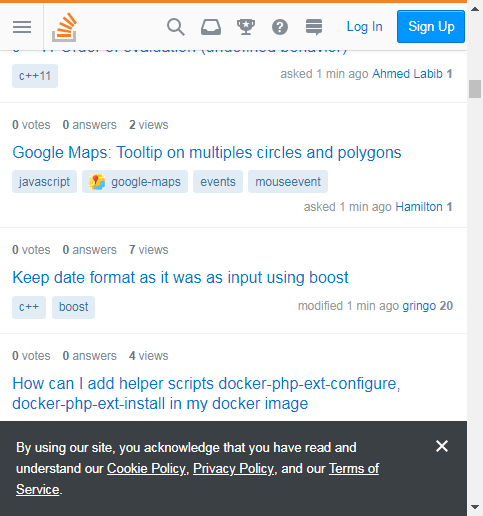 Log In Sign Up
c++11 Order of evaluation (undefined behavior)
c++11
asked 1 min ago Ahmed Labib 1
0 votes 0 answers 2 views
Google Maps: Tooltip on multiples circles and polygons
javascript google-maps events mouseevent
asked 1 min ago Hamilton 1
0 votes 0 answers 7 views
Keep date format as it was as input using boost
c++ boost
modified 1 min ago gringo 20
0 votes 0 answers 4 views
How can I add helper scripts docker-php-ext-configure,
docker-php-ext-install in my docker image
By using our site, you acknowledge that you have read and
understand our Cookie Policy, Privacy Policy, and our Terms of
Service.